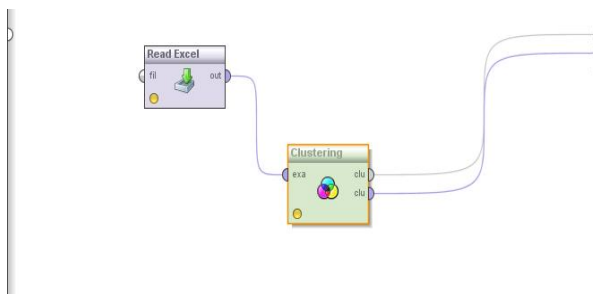 Read Excel
fil out
Clustering
exa clu
clu